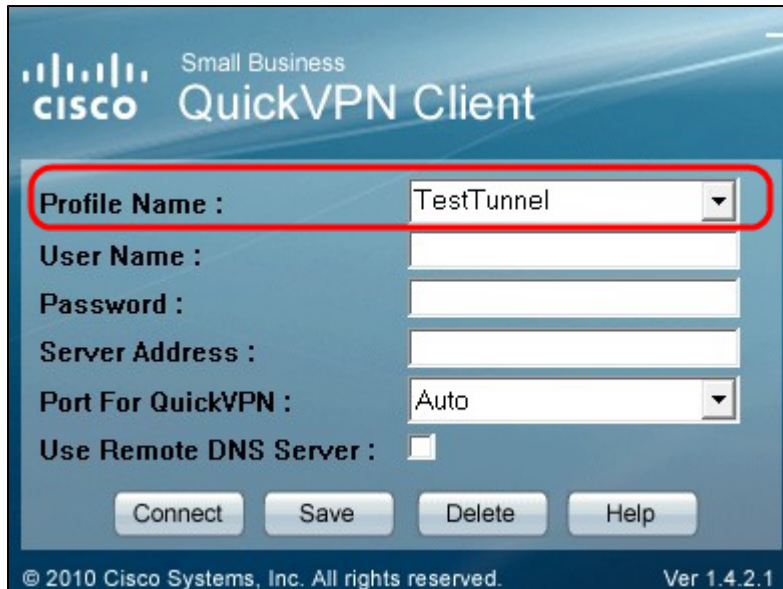 Small Business
CISCO QuickVPN Client
Profile Name : TestTunnel
User Name :
Password :
Server Address :
Port For QuickVPN : Auto
Use Remote DNS Server :
Connect Save Delete Help
© 2010 Cisco Systems, Inc. All rights reserved. Ver 1.4.2.1